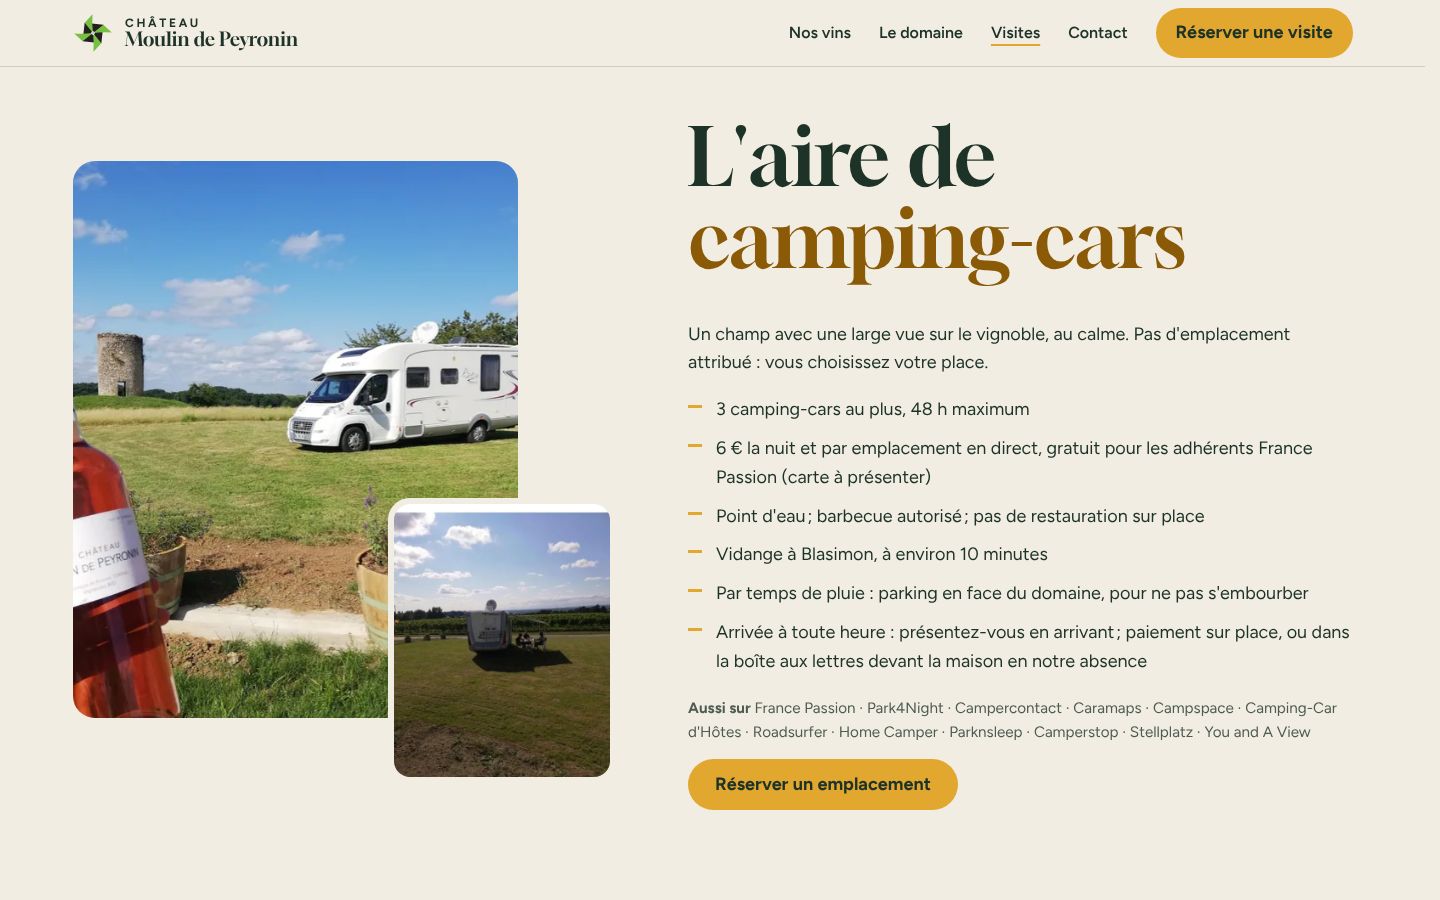 CHÂTEAU
Moulin de Peyronin
Nos vins
Le domaine
Visites
Contact
Réserver une visite
L'aire de
camping-cars
Un champ avec une large vue sur le vignoble, au calme. Pas d'emplacement
attribué : vous choisissez votre place.
3 camping-cars au plus, 48 h maximum
6 € la nuit et par emplacement en direct, gratuit pour les adhérents France
Passion (carte à présenter)
Point d'eau ; barbecue autorisé ; pas de restauration sur place
Vidange à Blasimon, à environ 10 minutes
Par temps de pluie : parking en face du domaine, pour ne pas s'embourber
Arrivée à toute heure : présentez-vous en arrivant ; paiement sur place, ou dans
la boîte aux lettres devant la maison en notre absence
Aussi sur France Passion · Park4Night · Campercontact · Caramaps · Campspace · Camping-Car
d'Hôtes · Roadsurfer · Home Camper · Parknsleep · Camperstop · Stellplatz · You and A View
Réserver un emplacement
CHÂTEAU
N DE PEYRONIN